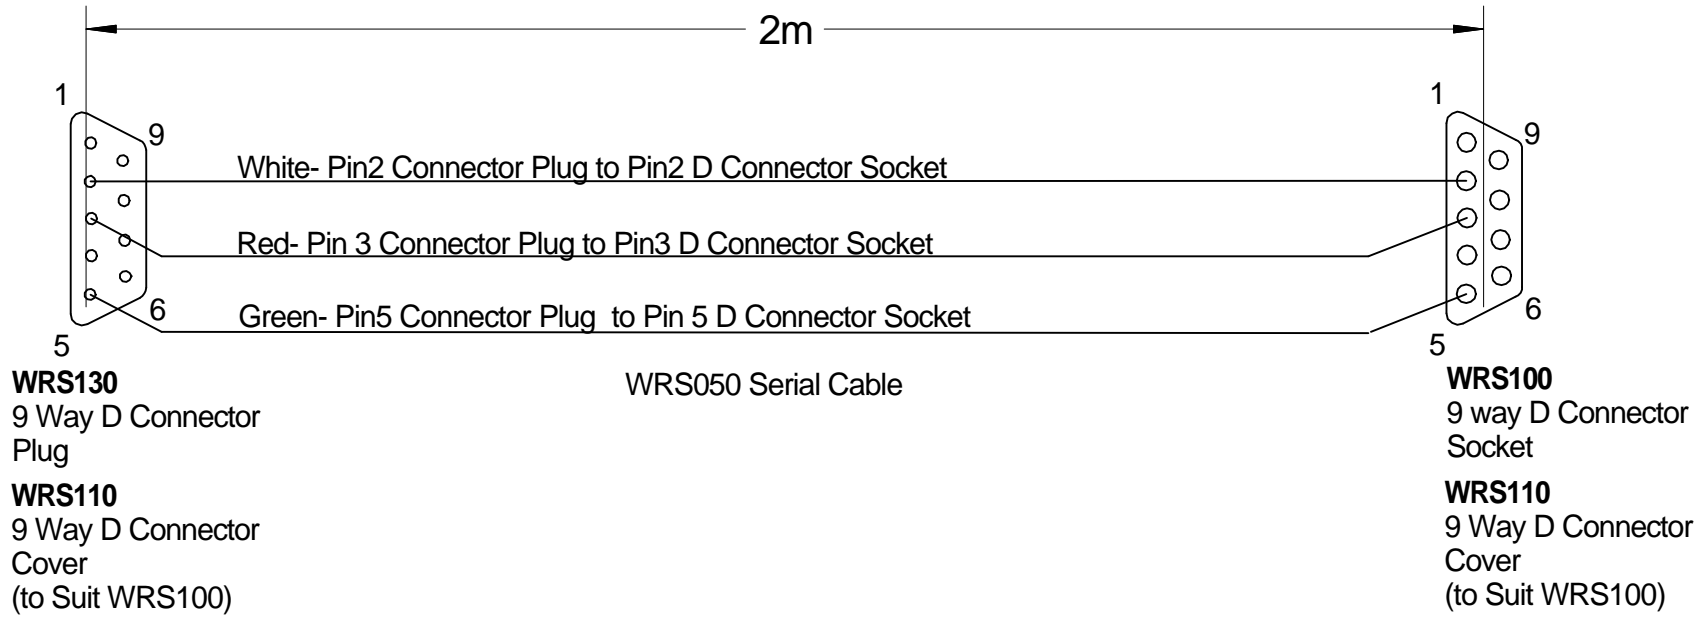 2m
1
9
White- Pin2 Connector Plug to Pin2 D Connector Socket
Red- Pin 3 Connector Plug to Pin3 D Connector Socket
Green- Pin5 Connector Plug  to Pin 5 D Connector Socket
6
5
1
9
6
5
WRS130
9 Way D Connector
Plug
WRS110
9 Way D Connector
Cover
(to Suit WRS100)
WRS050 Serial Cable
WRS100
9 way D Connector
Socket
WRS110
9 Way D Connector
Cover
(to Suit WRS100)